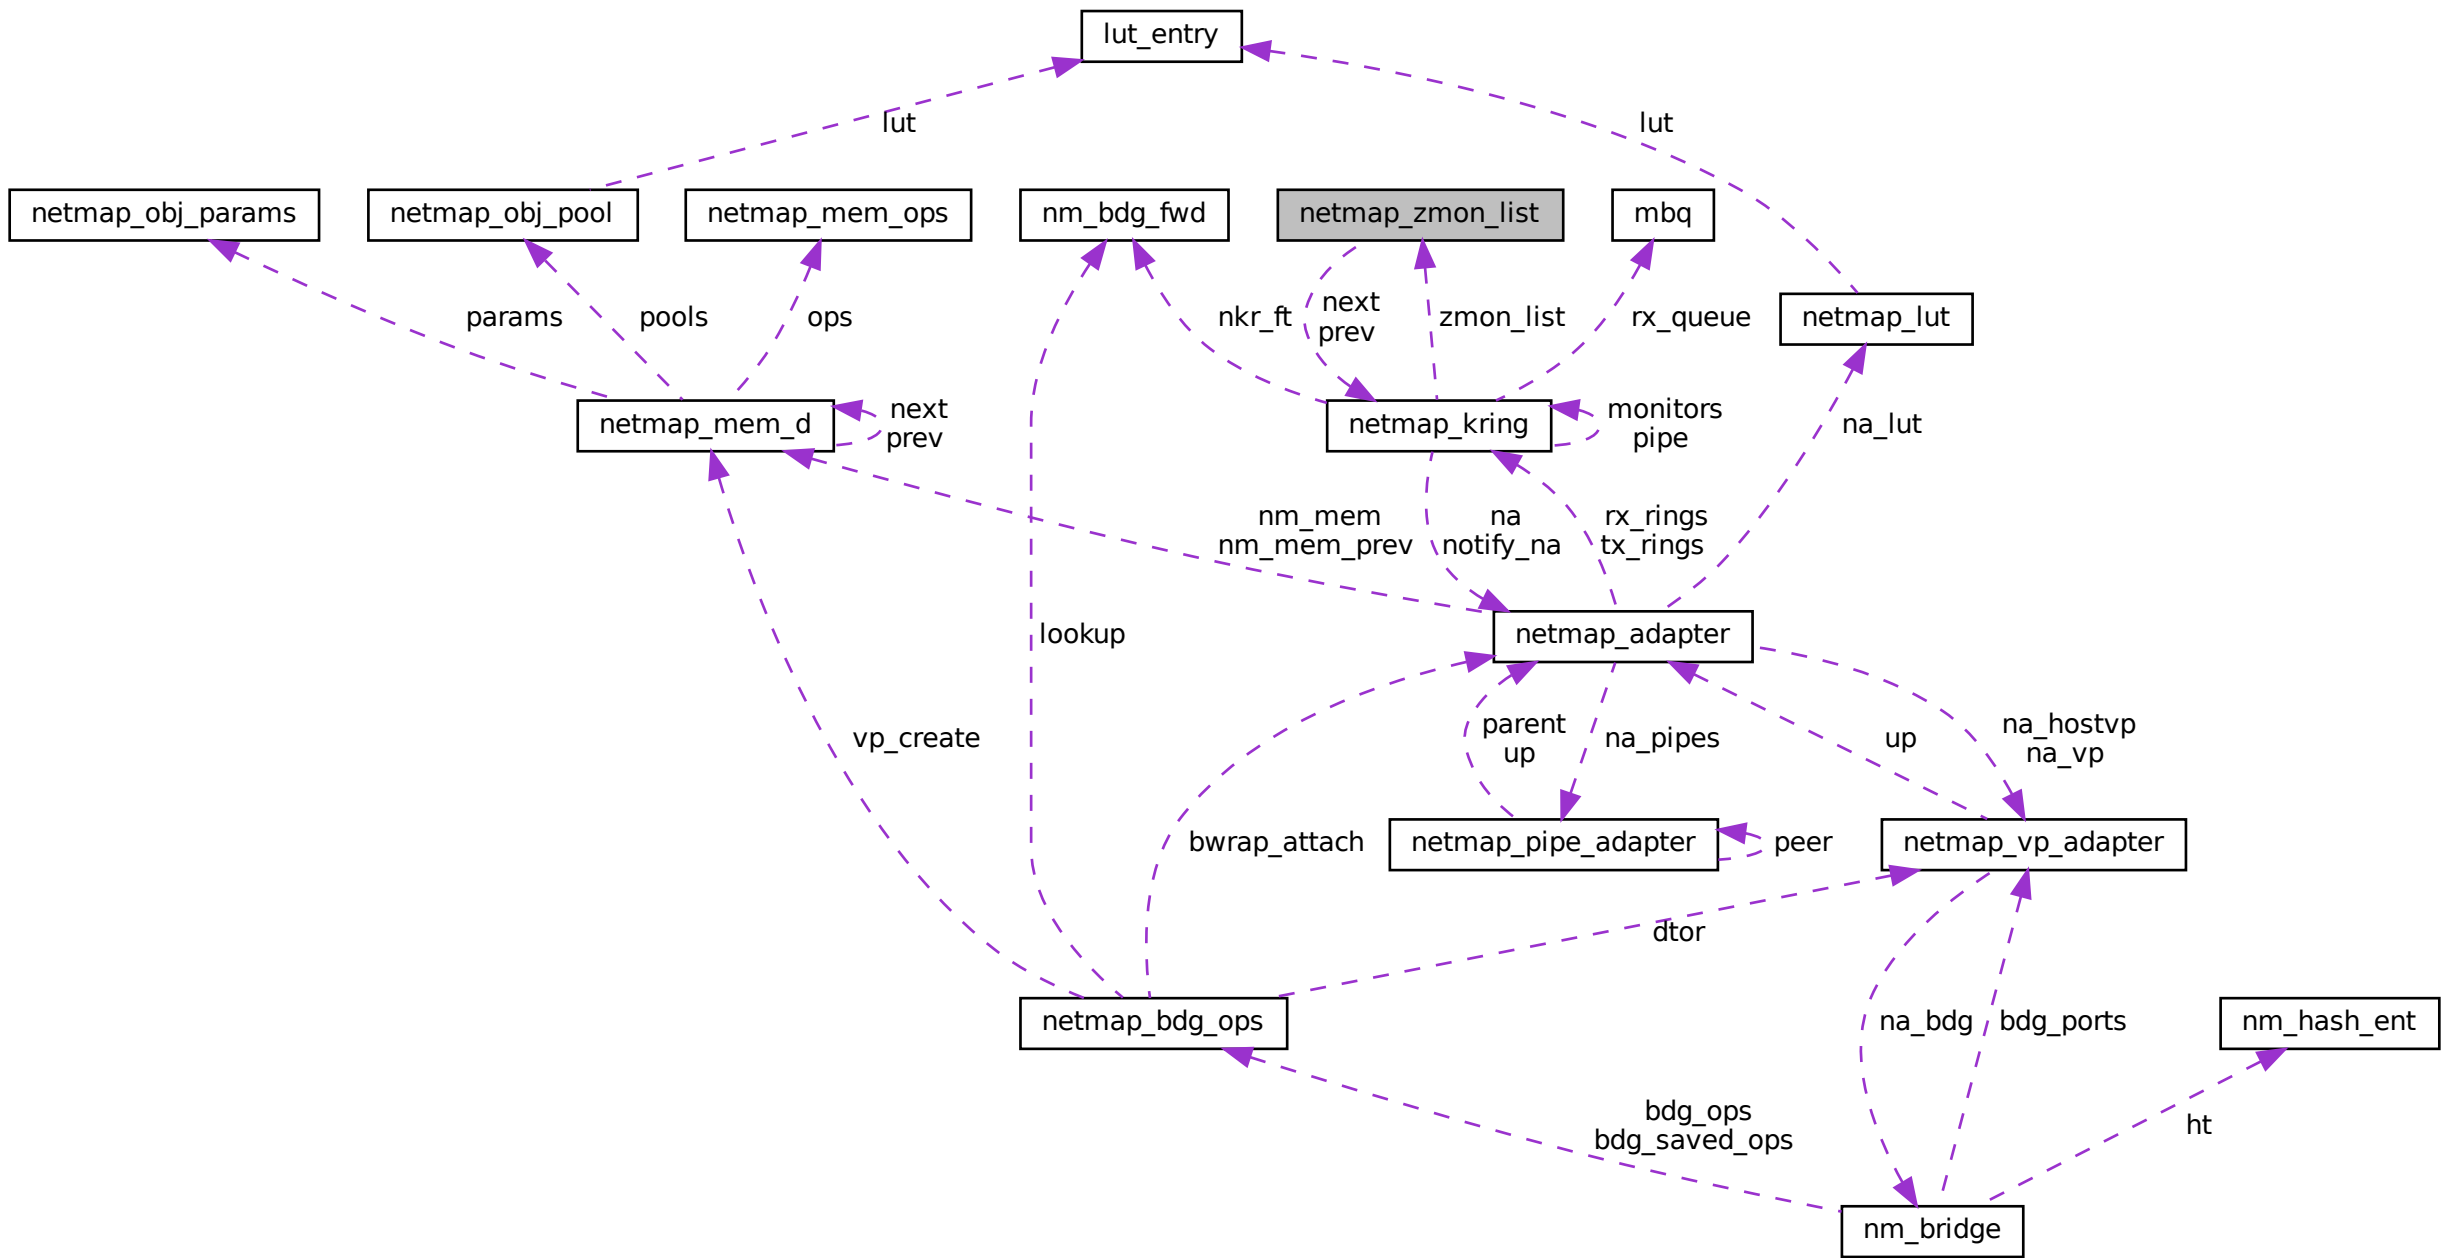 lut_entry
lut
lut
netmap_obj_params
netmap_obj_pool
netmap_mem_ops
nm_bdg_fwd
netmap_zmon_list
mbq
params
pools
ops
nkr_ft
next
prev
zmon_list
rx_queue
netmap_lut
netmap_mem_d
next
prev
netmap_kring
monitors
pipe
na_lut
nm_mem
nm_mem_prev
na
notify_na
rx_rings
tx_rings
lookup
netmap_adapter
vp_create
parent
up
na_pipes
up
na_hostvp
na_vp
bwrap_attach
netmap_pipe_adapter
peer
netmap_vp_adapter
dtor
netmap_bdg_ops
na_bdg
bdg_ports
nm_hash_ent
bdg_ops
bdg_saved_ops
ht
nm_bridge